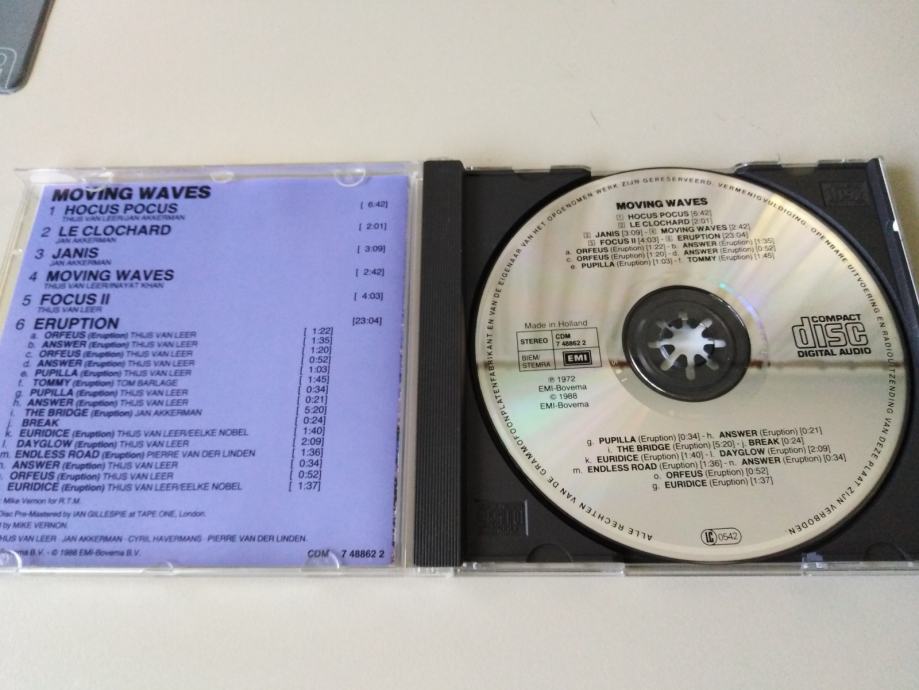 MOVING WAVES
1 HOCUS POCUS [ 6:42]
THIJS VAN LEER/JAN AKKERMAN
2 LE CLOCHARD [ 2:01]
JAN AKKERMAN
3 JANIS [ 3:09]
JAN AKKERMAN
4 MOVING WAVES [ 2:42]
THIJS VAN LEER/INAYAT KHAN
5 FOCUS II [ 4:03]
THIJS VAN LEER
6 ERUPTION [23:04]
a. ORFEUS (Eruption) THIJS VAN LEER [ 1:22]
b. ANSWER (Eruption) THIJS VAN LEER [ 1:35]
c. ORFEUS (Eruption) THIJS VAN LEER [ 1:20]
d. ANSWER (Eruption) THIJS VAN LEER [ 0:52]
e. PUPILLA (Eruption) THIJS VAN LEER [ 1:03]
f. TOMMY (Eruption) TOM BARLAGE [ 1:45]
g. PUPILLA (Eruption) THIJS VAN LEER [ 0:34]
h. ANSWER (Eruption) THIJS VAN LEER [ 0:21]
i. THE BRIDGE (Eruption) JAN AKKERMAN [ 5:20]
j. BREAK [ 0:24]
k. EURIDICE (Eruption) THIJS VAN LEER/EELKE NOBEL [ 1:40]
l. DAYGLOW (Eruption) THIJS VAN LEER [ 2:09]
m. ENDLESS ROAD (Eruption) PIERRE VAN DER LINDEN [ 1:36]
ANSWER (Eruption) THIJS VAN LEER [ 0:34]
ORFEUS (Eruption) THIJS VAN LEER [ 0:52]
EURIDICE (Eruption) THIJS VAN LEER/EELKE NOBEL [ 1:37]
: Mike Vernon for R.T.M.
Disc Pre-Mastered by IAN GILLESPIE at TAPE ONE, London.
by MIKE VERNON.
VAN LEER · JAN AKKERMAN · CYRIL HAVERMANS · PIERRE VAN DER LINDEN.
B.V. · © 1988 EMI-Bovema B.V. CDM 7 48862 2
ALLE RECHTEN VAN DE GRAMMOFOONPLATENFABRIKANT EN VAN DE EIGENAAR VAN HET OPGENOMEN WERK ZIJN GERESERVEERD. VERMENIGVULDIGING, OPENBARE UITVOERING EN RADIOUITZENDING VAN DEZE PLAAT ZIJN VERBODEN
MOVING WAVES
1 HOCUS POCUS [6:42]
2 LE CLOCHARD [2:01]
3 JANIS [3:09] - 4 MOVING WAVES [2:42]
5 FOCUS II [4:03] - 6 ERUPTION [23:04]
a. ORFEUS (Eruption) [1:22] - b. ANSWER (Eruption) [1:35]
c. ORFEUS (Eruption) [1:20] - d. ANSWER (Eruption) [0:52]
e. PUPILLA (Eruption) [1:03] - f. TOMMY (Eruption) [1:45]
Made in Holland
STEREO CDM
7 48862 2
BIEM/
STEMRA EMI
℗ 1972
EMI-Bovema
© 1988
EMI-Bovema
COMPACT
disc
DIGITAL AUDIO
g. PUPILLA (Eruption) [0:34] - h. ANSWER (Eruption) [0:21]
i. THE BRIDGE (Eruption) [5:20] - j. BREAK [0:24]
k. EURIDICE (Eruption) [1:40] - l. DAYGLOW (Eruption) [2:09]
m. ENDLESS ROAD (Eruption) [1:36] - n. ANSWER (Eruption) [0:34]
o. ORFEUS (Eruption) [0:52]
g. EURIDICE (Eruption) [1:37]
LC 0542